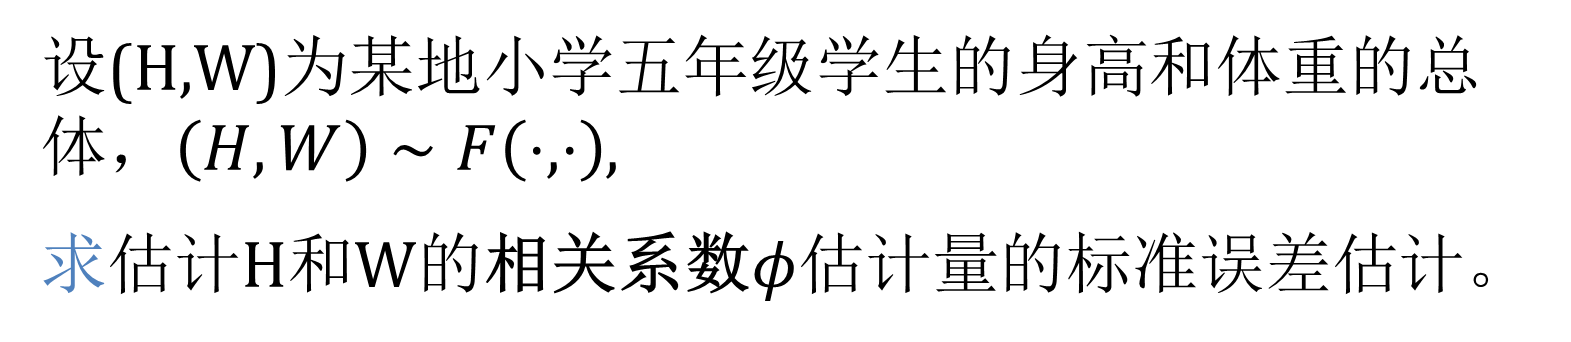 设(H,W)为某地小学五年级学生的身高和体重的总
体，(H,W) ~ F(·,·),
求估计H和W的相关系数ϕ估计量的标准误差估计。